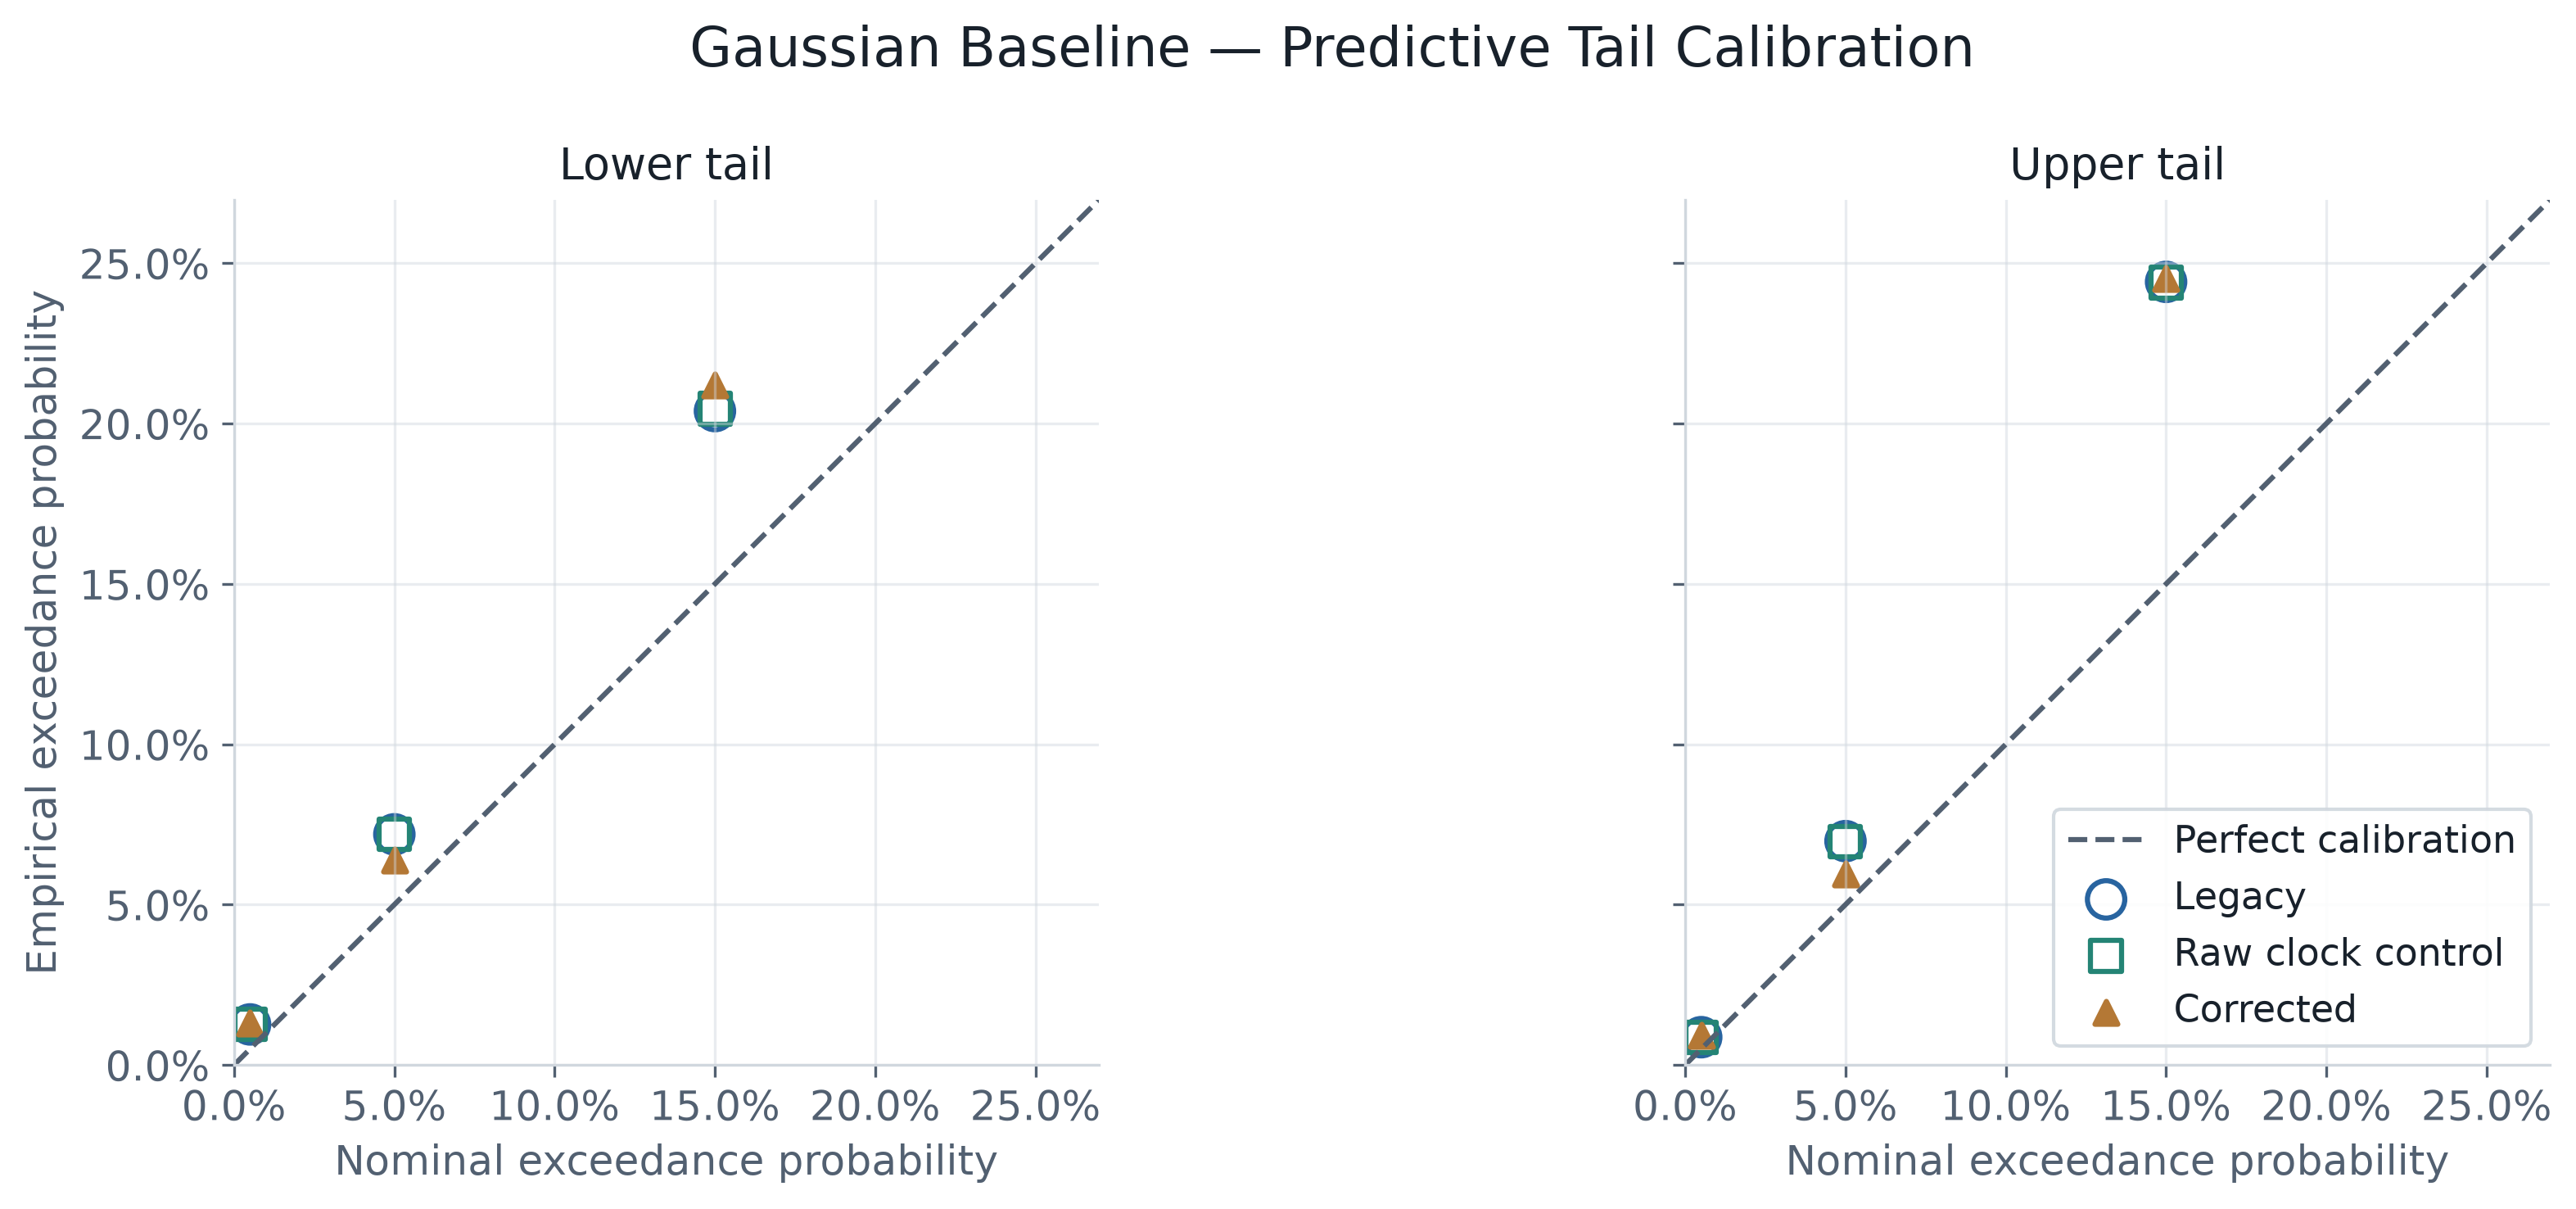 Gaussian Baseline — Predictive Tail Calibration
Lower tail
Empirical exceedance probability
25.0%
20.0%
15.0%
10.0%
5.0%
0.0%
0.0% 5.0% 10.0% 15.0% 20.0% 25.0%
Nominal exceedance probability
Upper tail
Perfect calibration
Legacy
Raw clock control
Corrected
0.0% 5.0% 10.0% 15.0% 20.0% 25.0%
Nominal exceedance probability